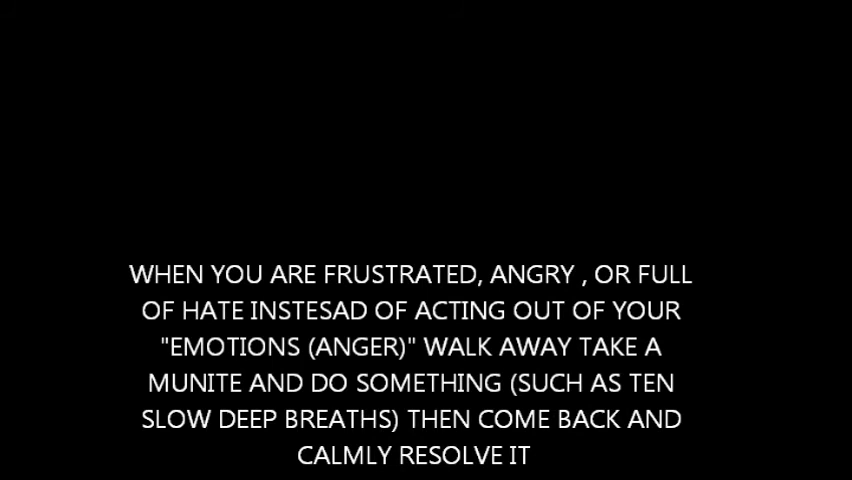 WHEN YOU ARE FRUSTRATED, ANGRY , OR FULL
OF HATE INSTESAD OF ACTING OUT OF YOUR
"EMOTIONS (ANGER)" WALK AWAY TAKE A
MUNITE AND DO SOMETHING (SUCH AS TEN
SLOW DEEP BREATHS) THEN COME BACK AND
CALMLY RESOLVE IT